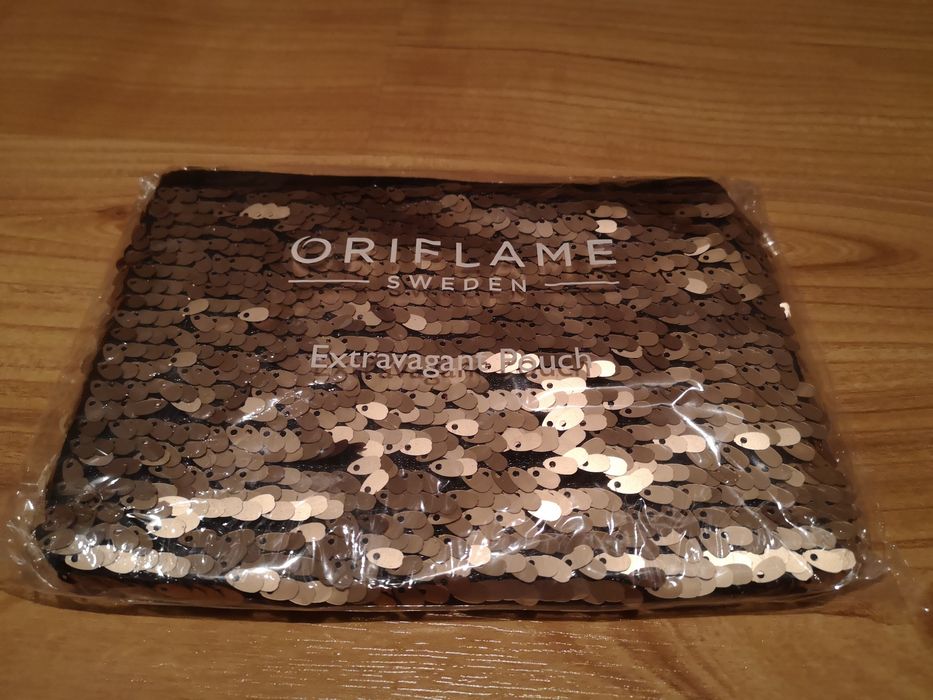 ORIFLAME
SWEDEN
Extravagant Pouch